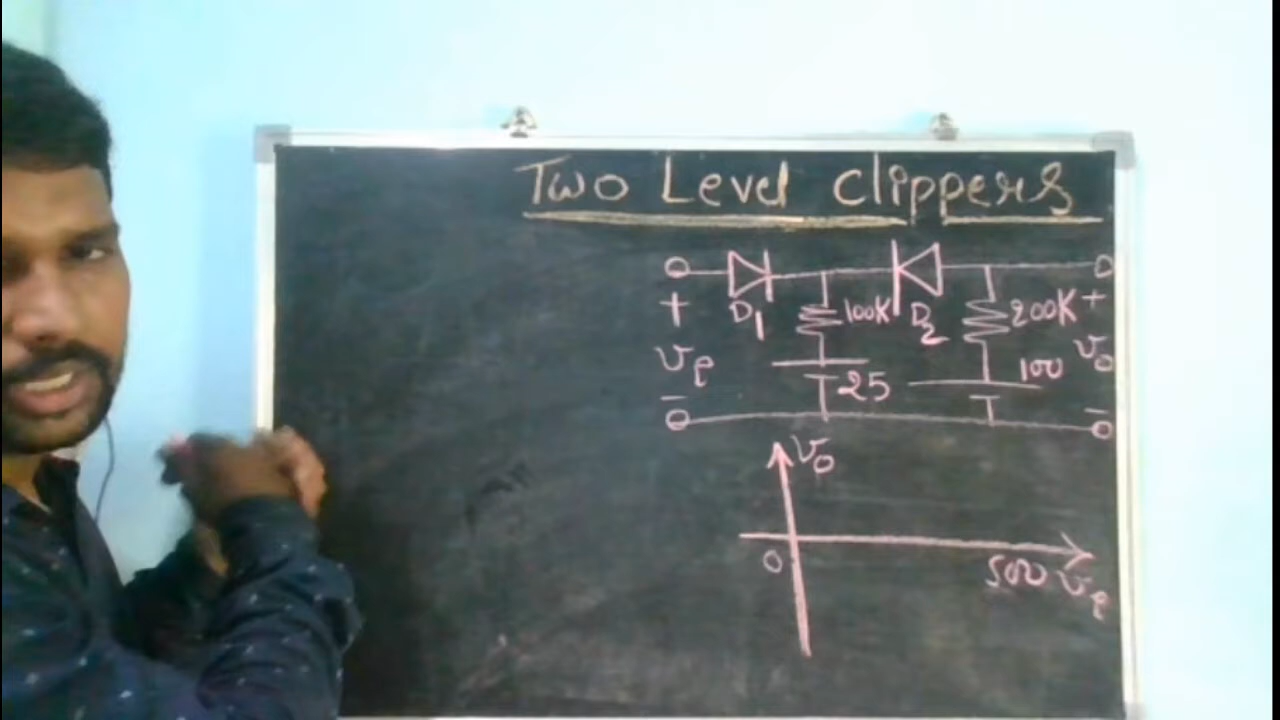 Two Level Clippers
D1 100K D2 200K
+ +
vi 25 100 vo
- -
vo
0 500 vi